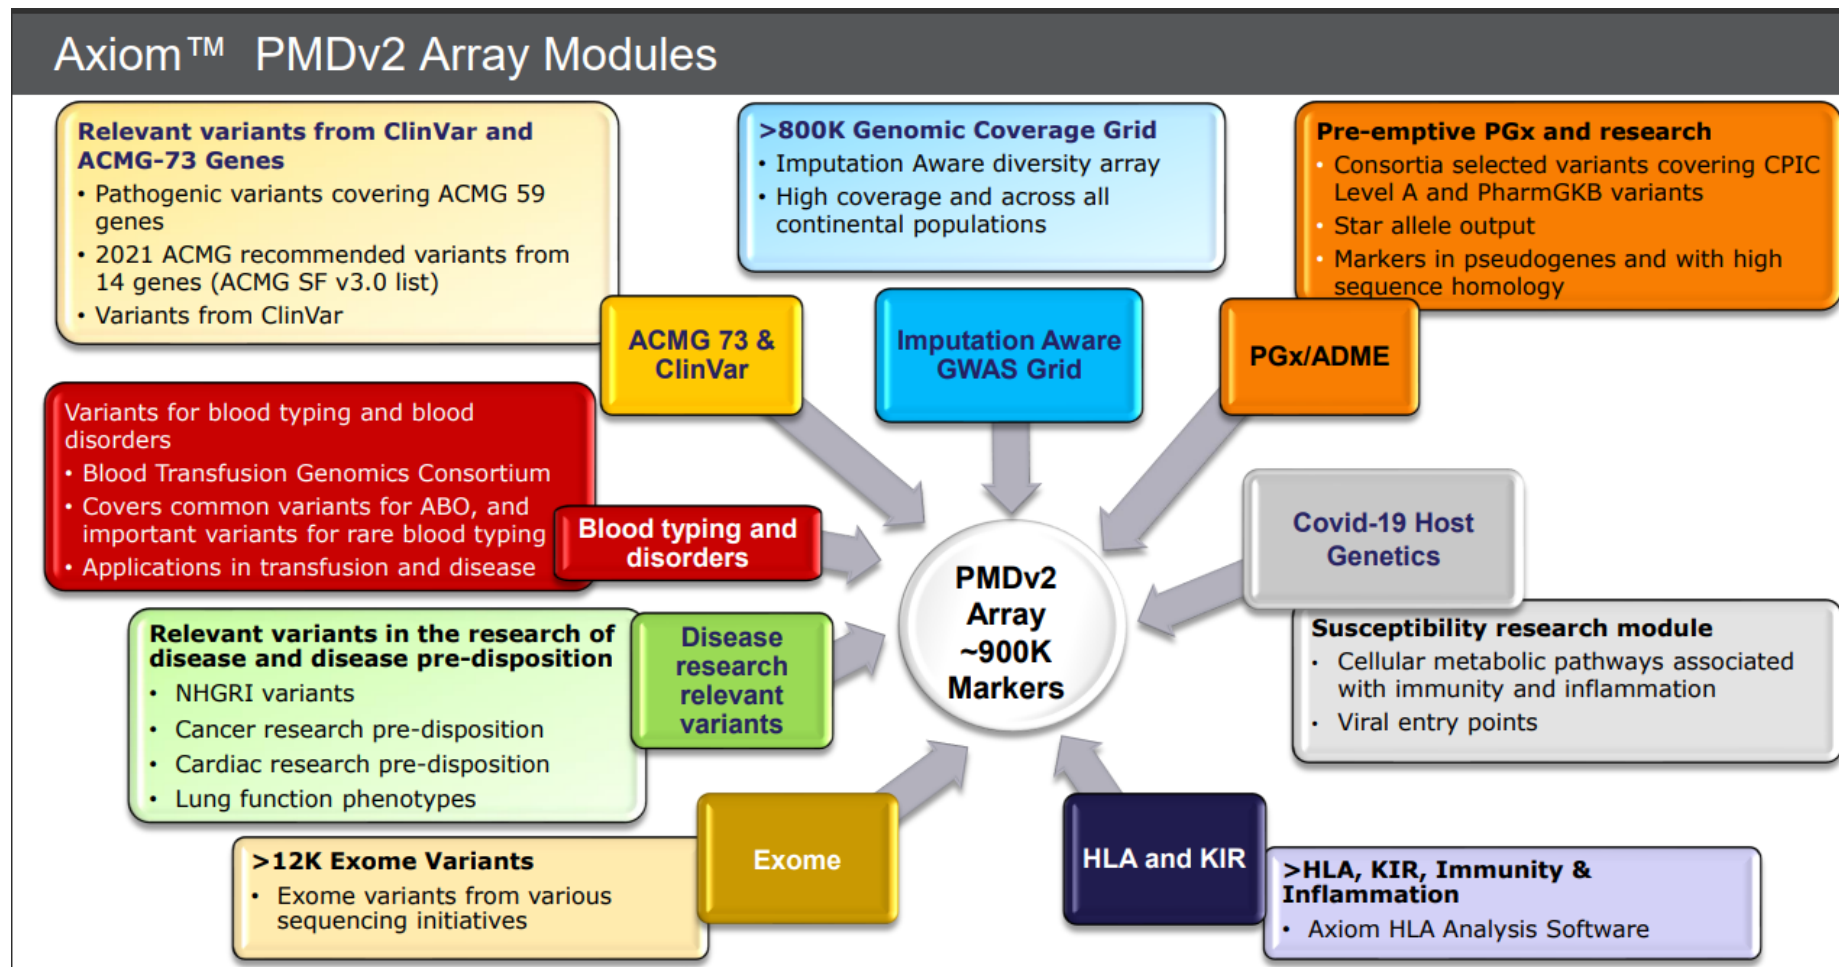 Axiom™ PMDv2 Array Modules
Relevant variants from ClinVar and
ACMG-73 Genes
• Pathogenic variants covering ACMG 59
genes
• 2021 ACMG recommended variants from
14 genes (ACMG SF v3.0 list)
• Variants from ClinVar
ACMG 73 &
ClinVar
>800K Genomic Coverage Grid
• Imputation Aware diversity array
• High coverage and across all
continental populations
Imputation Aware
GWAS Grid
Pre-emptive PGx and research
• Consortia selected variants covering CPIC
Level A and PharmGKB variants
• Star allele output
• Markers in pseudogenes and with high
sequence homology
PGx/ADME
Variants for blood typing and blood
disorders
• Blood Transfusion Genomics Consortium
• Covers common variants for ABO, and
important variants for rare blood typing
• Applications in transfusion and disease
Blood typing and
disorders
Covid-19 Host
Genetics
Susceptibility research module
• Cellular metabolic pathways associated
with immunity and inflammation
• Viral entry points
PMDv2
Array
~900K
Markers
Relevant variants in the research of
disease and disease pre-disposition
• NHGRI variants
• Cancer research pre-disposition
• Cardiac research pre-disposition
• Lung function phenotypes
Disease
research
relevant
variants
>12K Exome Variants
• Exome variants from various
sequencing initiatives
Exome
HLA and KIR
>HLA, KIR, Immunity &
Inflammation
• Axiom HLA Analysis Software